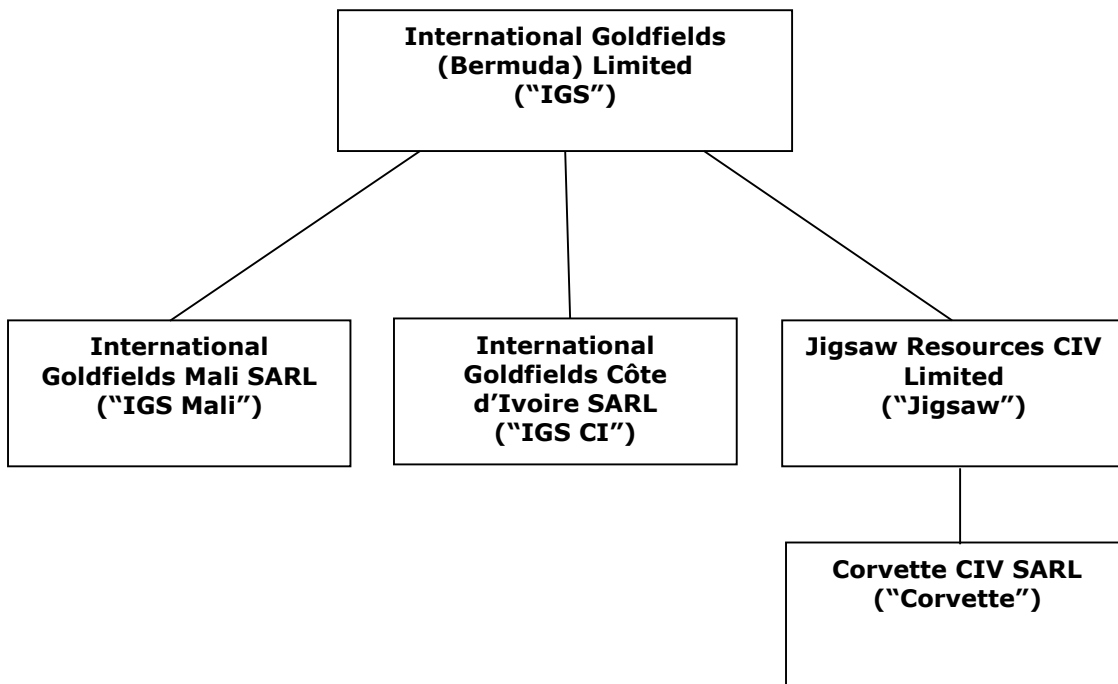 International Goldfields
(Bermuda) Limited
(“IGS”)
International
Goldfields Mali SARL
(“IGS Mali”)
International
Goldfields Côte
d’Ivoire SARL
(“IGS CI”)
Jigsaw Resources CIV
Limited
(“Jigsaw”)
Corvette CIV SARL
(“Corvette”)